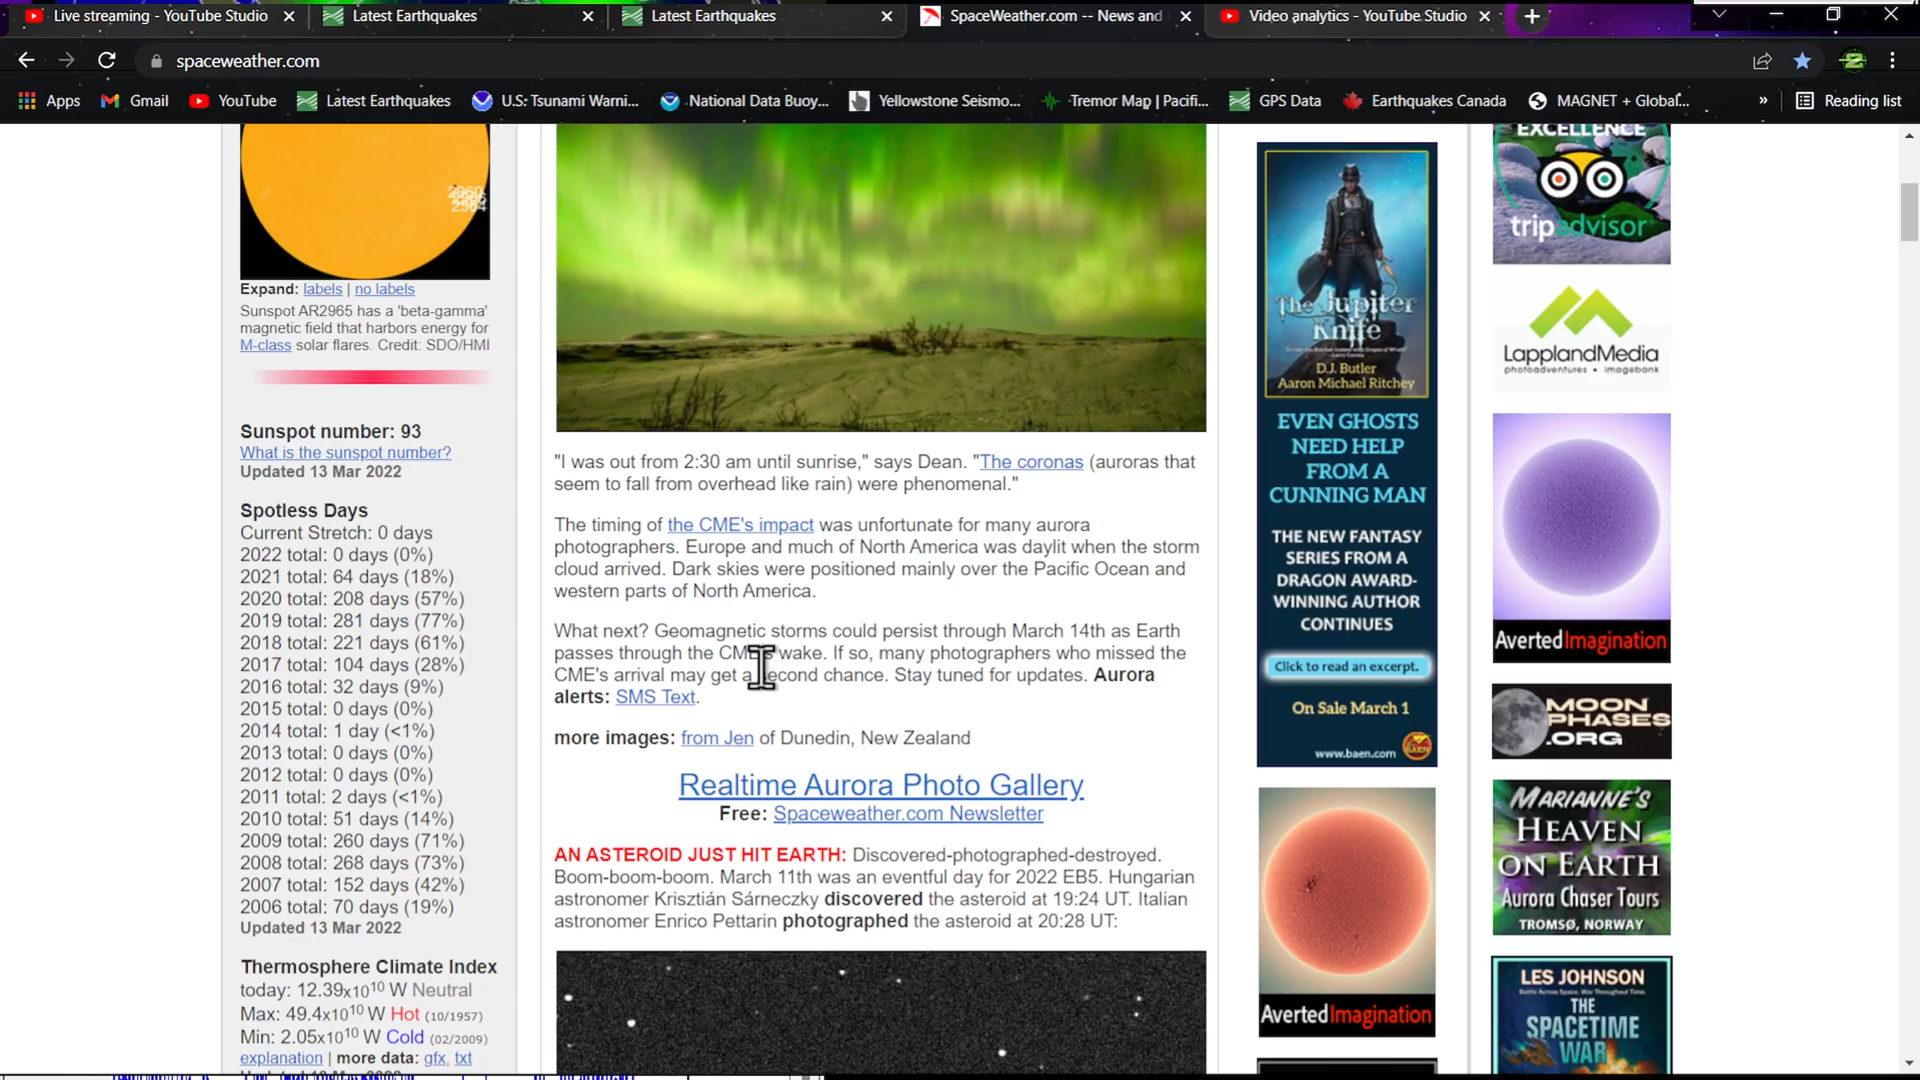 Live streaming - YouTube Studio
Latest Earthquakes
Latest Earthquakes
SpaceWeather.com -- News and
Video analytics - YouTube Studio
spaceweather.com
Apps
Gmail
YouTube
Latest Earthquakes
U.S. Tsunami Warni...
National Data Buoy...
Yellowstone Seismo...
Tremor Map | Pacifi...
GPS Data
Earthquakes Canada
MAGNET + Global...
»
Reading list
2960
2964
Expand: labels | no labels
Sunspot AR2965 has a 'beta-gamma'
magnetic field that harbors energy for
M-class solar flares. Credit: SDO/HMI
Sunspot number: 93
What is the sunspot number?
Updated 13 Mar 2022
Spotless Days
Current Stretch: 0 days
2022 total: 0 days (0%)
2021 total: 64 days (18%)
2020 total: 208 days (57%)
2019 total: 281 days (77%)
2018 total: 221 days (61%)
2017 total: 104 days (28%)
2016 total: 32 days (9%)
2015 total: 0 days (0%)
2014 total: 1 day (<1%)
2013 total: 0 days (0%)
2012 total: 0 days (0%)
2011 total: 2 days (<1%)
2010 total: 51 days (14%)
2009 total: 260 days (71%)
2008 total: 268 days (73%)
2007 total: 152 days (42%)
2006 total: 70 days (19%)
Updated 13 Mar 2022
Thermosphere Climate Index
today: 12.39x10¹⁰ W Neutral
Max: 49.4x10¹⁰ W Hot (10/1957)
Min: 2.05x10¹⁰ W Cold (02/2009)
explanation | more data: gfx, txt
"I was out from 2:30 am until sunrise," says Dean. "The coronas (auroras that
seem to fall from overhead like rain) were phenomenal."
The timing of the CME's impact was unfortunate for many aurora
photographers. Europe and much of North America was daylit when the storm
cloud arrived. Dark skies were positioned mainly over the Pacific Ocean and
western parts of North America.
What next? Geomagnetic storms could persist through March 14th as Earth
passes through the CME's wake. If so, many photographers who missed the
CME's arrival may get a second chance. Stay tuned for updates. Aurora
alerts: SMS Text.
more images: from Jen of Dunedin, New Zealand
Realtime Aurora Photo Gallery
Free: Spaceweather.com Newsletter
AN ASTEROID JUST HIT EARTH: Discovered-photographed-destroyed.
Boom-boom-boom. March 11th was an eventful day for 2022 EB5. Hungarian
astronomer Krisztián Sárneczky discovered the asteroid at 19:24 UT. Italian
astronomer Enrico Pettarin photographed the asteroid at 20:28 UT:
The Jupiter
Knife
D.J. Butler
Aaron Michael Ritchey
EVEN GHOSTS
NEED HELP
FROM A
CUNNING MAN
THE NEW FANTASY
SERIES FROM A
DRAGON AWARD-
WINNING AUTHOR
CONTINUES
Click to read an excerpt.
On Sale March 1
www.baen.com
AvertedImagination
EXCELLENCE
tripadvisor
LapplandMedia
photoadventures • imagebank
AvertedImagination
MOON
PHASES
.ORG
MARIANNE'S
HEAVEN
ON EARTH
Aurora Chaser Tours
TROMSØ, NORWAY
LES JOHNSON
THE
SPACETIME
WAR